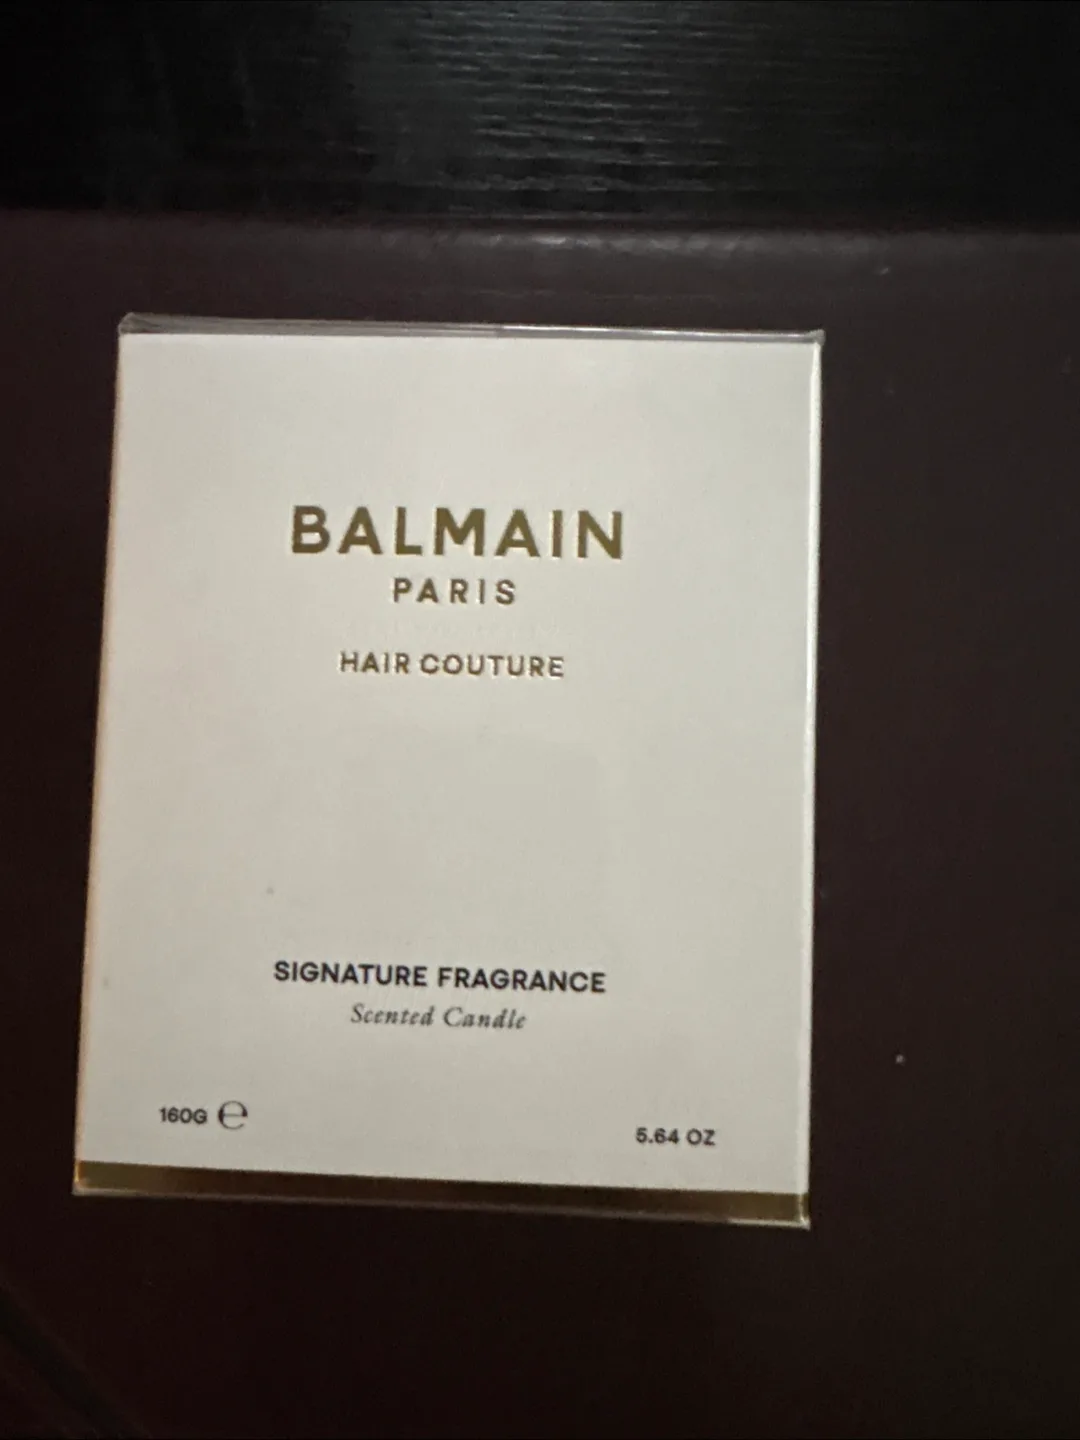 BALMAIN
PARIS
HAIR COUTURE
SIGNATURE FRAGRANCE
Scented Candle
160G ℮
5.64 OZ